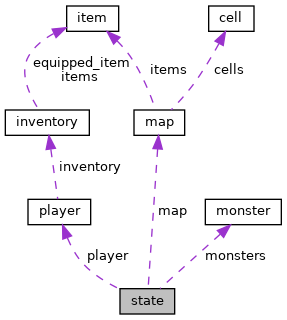 item
cell
equipped_item
items
items
cells
inventory
map
inventory
player
map
monster
player
monsters
state